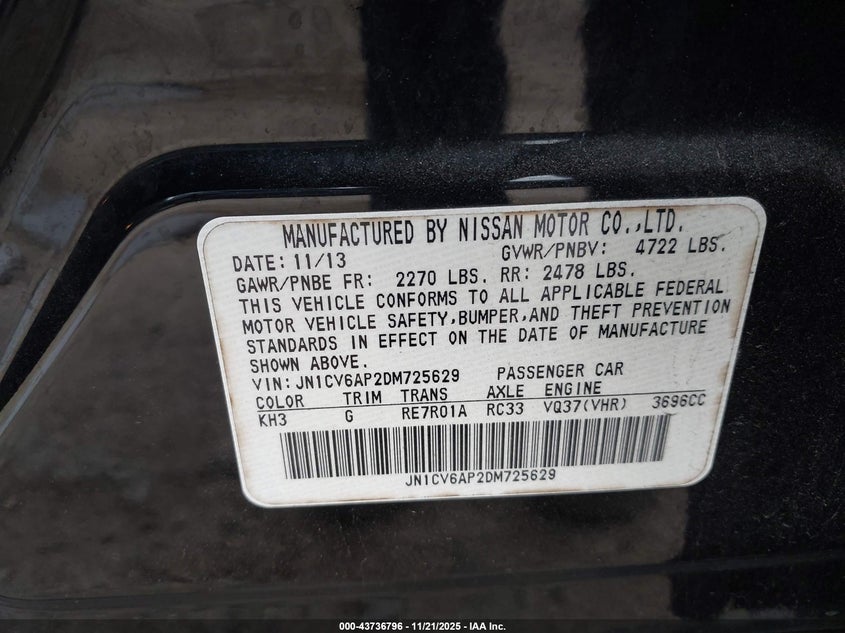 MANUFACTURED BY NISSAN MOTOR CO.,LTD.
DATE: 11/13 GVWR/PNBV: 4722 LBS.
GAWR/PNBE FR: 2270 LBS. RR: 2478 LBS.
THIS VEHICLE CONFORMS TO ALL APPLICABLE FEDERAL
MOTOR VEHICLE SAFETY,BUMPER,AND THEFT PREVENTION
STANDARDS IN EFFECT ON THE DATE OF MANUFACTURE
SHOWN ABOVE.
VIN:JN1CV6AP2DM725629 PASSENGER CAR
COLOR TRIM TRANS AXLE ENGINE
KH3 G RE7R01A RC33 VQ37(VHR) 3696CC
JN1CV6AP2DM725629
000-43736796 - 11/21/2025 - IAA Inc.